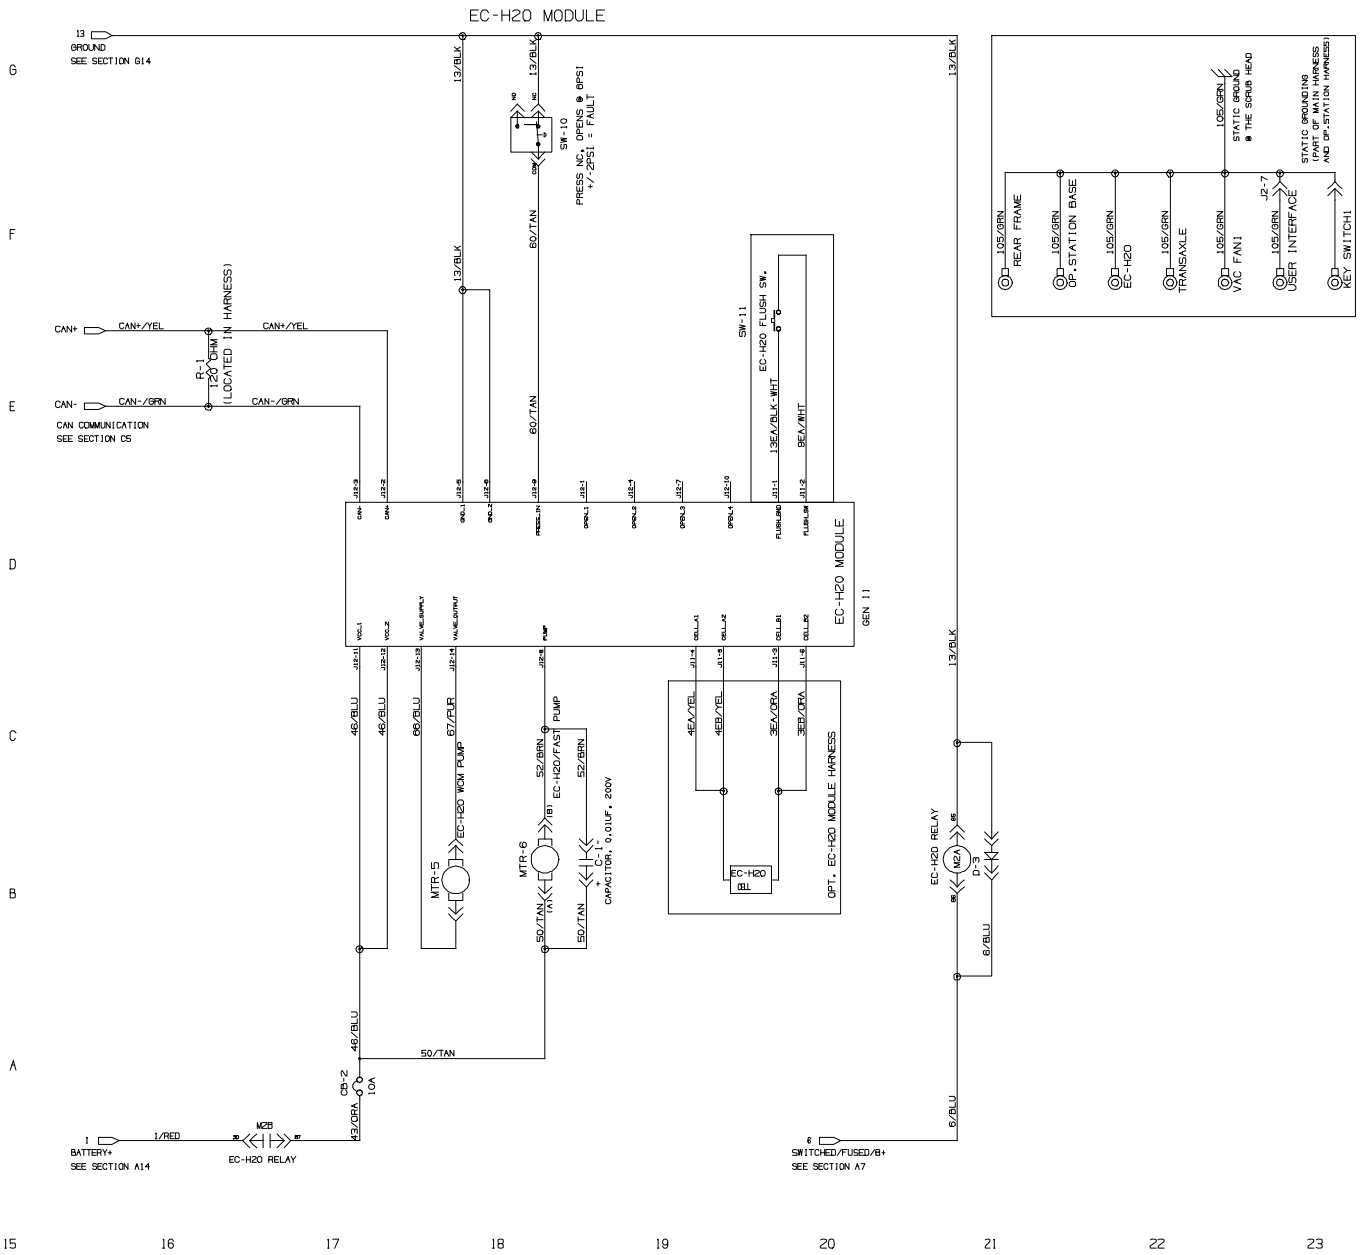 EC-H2O MODULE
13
GROUND
SEE SECTION G14
G
F
E
D
C
B
A
15
16
17
18
19
20
21
22
23
13/BLK
13/BLK
13/BLK
NO
NC
COM
SW-10
PRESS NC, OPENS @ 6PSI
+/-2PSI = FAULT
60/TAN
60/TAN
13/BLK
CAN+
CAN+/YEL
CAN+/YEL
R-1
120 OHM
(LOCATED IN HARNESS)
CAN-
CAN-/GRN
CAN-/GRN
CAN COMMUNICATION
SEE SECTION C5
SW-11
EC-H2O FLUSH SW.
13EA/BLK-WHT
9EA/WHT
105/GRN
STATIC GROUND
@ THE SCRUB HEAD
STATIC GROUNDING
(PART OF MAIN HARNESS
AND OP.STATION HARNESS)
J2-7
105/GRN
REAR FRAME
105/GRN
OP.STATION BASE
105/GRN
EC-H2O
105/GRN
TRANSAXLE
105/GRN
VAC FAN1
105/GRN
USER INTERFACE
KEY SWITCH1
J12-3
J12-2
J12-5
J12-6
J12-9
J12-1
J12-4
J12-7
J12-10
J11-1
J11-2
CAN-
CAN+
GND_1
GND_2
PRESS_IN
OPEN_1
OPEN_2
OPEN_3
OPEN_4
FLUSH_GND
FLUSH_SW
EC-H2O MODULE
GEN 11
VCC_1
VCC_2
VALVE_SUPPLY
VALVE_OUTPUT
PUMP
CELL_A1
CELL_A2
CELL_B1
CELL_B2
J12-11
J12-12
J12-13
J12-14
J12-8
J11-4
J11-5
J11-3
J11-6
46/BLU
46/BLU
66/BLU
67/PUR
EC-H2O WCM PUMP
MTR-5
52/BRN
EC-H2O/FAST PUMP
52/BRN
MTR-6
(B)
(A)
50/TAN
50/TAN
+ C-1 -
CAPACITOR, 0.01UF, 200V
4EA/YEL
4EB/YEL
3EA/ORA
3EB/ORA
EC-H2O
CELL
OPT. EC-H2O MODULE HARNESS
13/BLK
EC-H2O RELAY
85
M2A
86
D-3
6/BLU
6/BLU
46/BLU
50/TAN
CB-2
10A
43/ORA
1
BATTERY+
SEE SECTION A14
1/RED
30
M2B
87
EC-H2O RELAY
6
SWITCHED/FUSED/B+
SEE SECTION A7